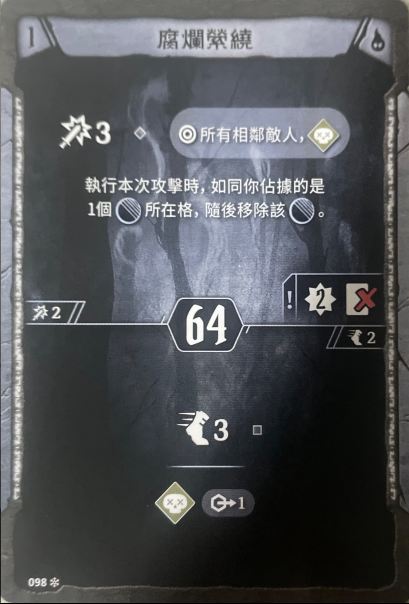 1 腐爛縈繞
3 所有相鄰敵人,
執行本次攻擊時, 如同你佔據的是
1個 所在格, 隨後移除該 。
! 2
2 64 2
3
1
098